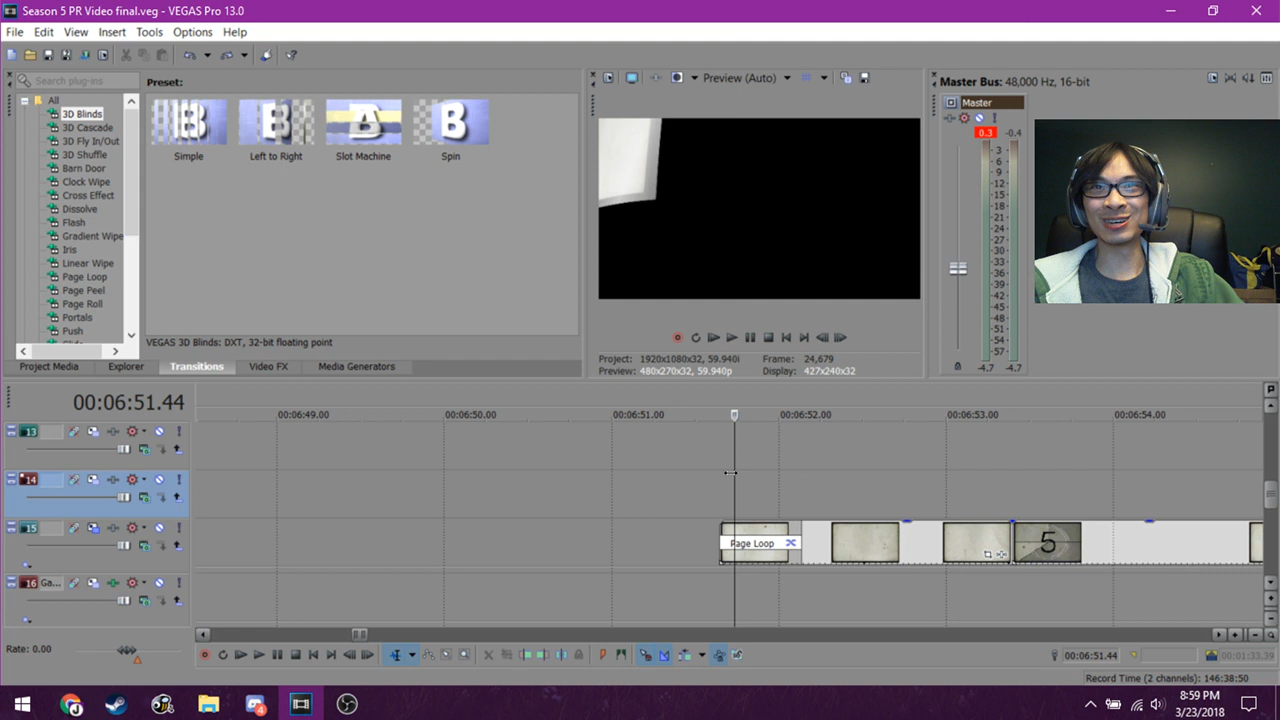 Season 5 PR Video final.veg - VEGAS Pro 13.0
File Edit View Insert Tools Options Help
Search plug-ins
All
3D Blinds
3D Cascade
3D Fly In/Out
3D Shuffle
Barn Door
Clock Wipe
Cross Effect
Dissolve
Flash
Gradient Wipe
Iris
Linear Wipe
Page Loop
Page Peel
Page Roll
Portals
Push
Preset:
Simple Left to Right Slot Machine Spin
VEGAS 3D Blinds: DXT, 32-bit floating point
Project Media Explorer Transitions Video FX Media Generators
Preview (Auto)
Project: 1920x1080x32, 59.940i Frame: 24,679
Preview: 480x270x32, 59.940p Display: 427x240x32
Master Bus: 48,000 Hz, 16-bit
Master
0.3 -0.4
3
6
9
12
15
18
21
24
27
30
33
36
39
42
45
48
51
54
57
-4.7 -4.7
00:06:51.44
00:06:49.00 00:06:50.00 00:06:51.00 00:06:52.00 00:06:53.00 00:06:54.00
13
14
15
Page Loop
5
16 Ga...
Rate: 0.00
00:06:51.44 00:01:33.39
Record Time (2 channels): 146:38:50
4
8:59 PM
3/23/2018